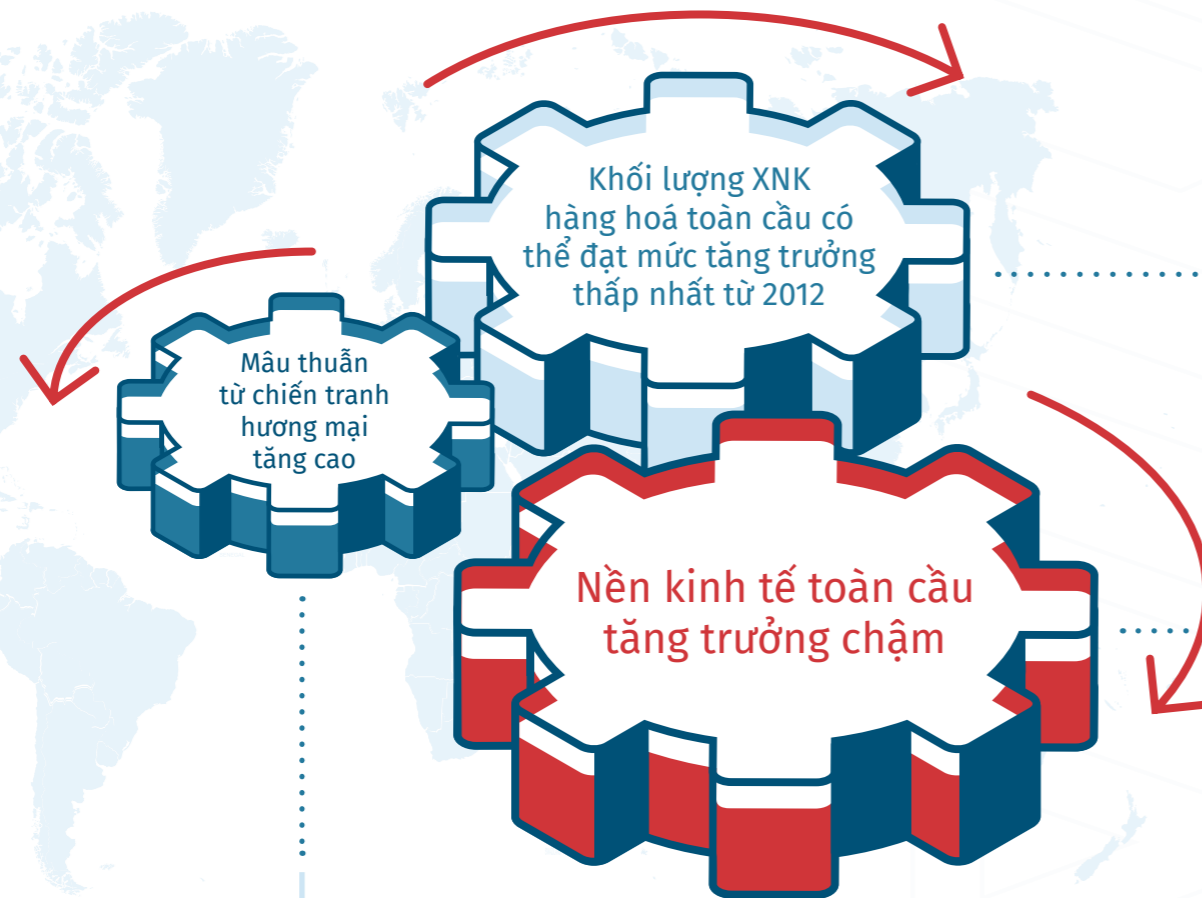 Khối lượng XNK
hàng hoá toàn cầu có
thể đạt mức tăng trưởng
thấp nhất từ 2012
Mâu thuẫn
từ chiến tranh
hương mại
tăng cao
Nền kinh tế toàn cầu
tăng trưởng chậm